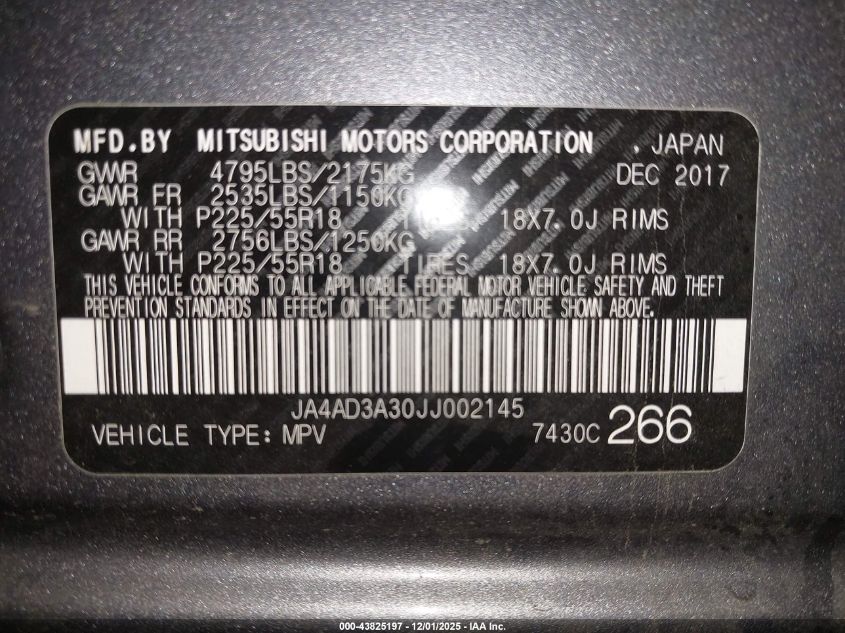 MFD.BY MITSUBISHI MOTORS CORPORATION . JAPAN
GVWR 4795LBS/2175KG DEC 2017
GAWR FR 2535LBS/1150KG
WITH P225/55R18 TIRES 18X7.0J RIMS
GAWR RR 2756LBS/1250KG
WITH P225/55R18 TIRES 18X7.0J RIMS
THIS VEHICLE CONFORMS TO ALL APPLICABLE FEDERAL MOTOR VEHICLE SAFETY AND THEFT
PREVENTION STANDARDS IN EFFECT ON THE DATE OF MANUFACTURE SHOWN ABOVE.
JA4AD3A30JJ002145
VEHICLE TYPE: MPV 7430C 266
000-43825197 - 12/01/2025 - © IAA Inc.